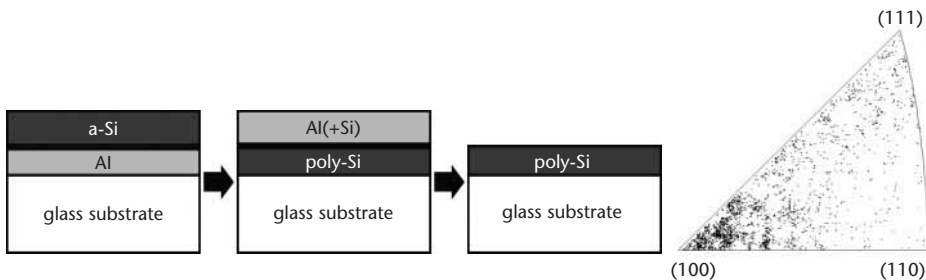 a-Si
Al
glass substrate
Al(+Si)
poly-Si
glass substrate
poly-Si
glass substrate
(111)
(100)
(110)